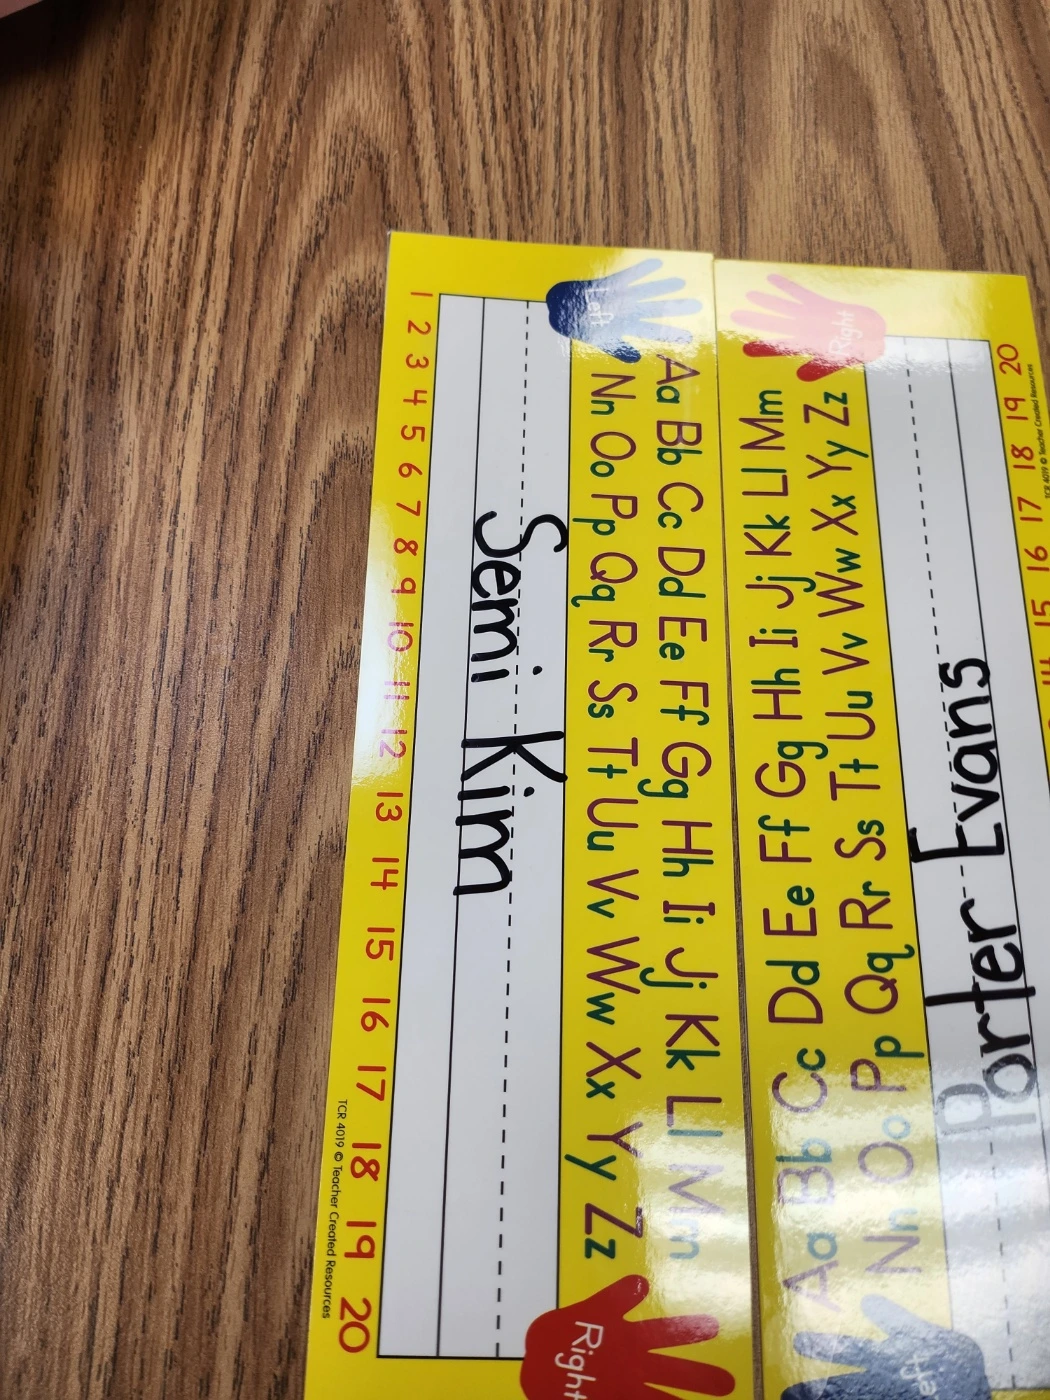 Left
Aa Bb Cc Dd Ee Ff Gg Hh Ii Jj Kk Ll Mm
Nn Oo Pp Qq Rr Ss Tt Uu Vv Ww Xx Yy Zz
Right
Semi Kim
1 2 3 4 5 6 7 8 9 10 11 12 13 14 15 16 17 18 19 20
TCR 4019 © Teacher Created Resources
Left
Aa Bb Cc Dd Ee Ff Gg Hh Ii Jj Kk Ll Mm
Nn Oo Pp Qq Rr Ss Tt Uu Vv Ww Xx Yy Zz
Right
Porter Evans
15 16 17 18 19 20
TCR 4019 © Teacher Created Resources